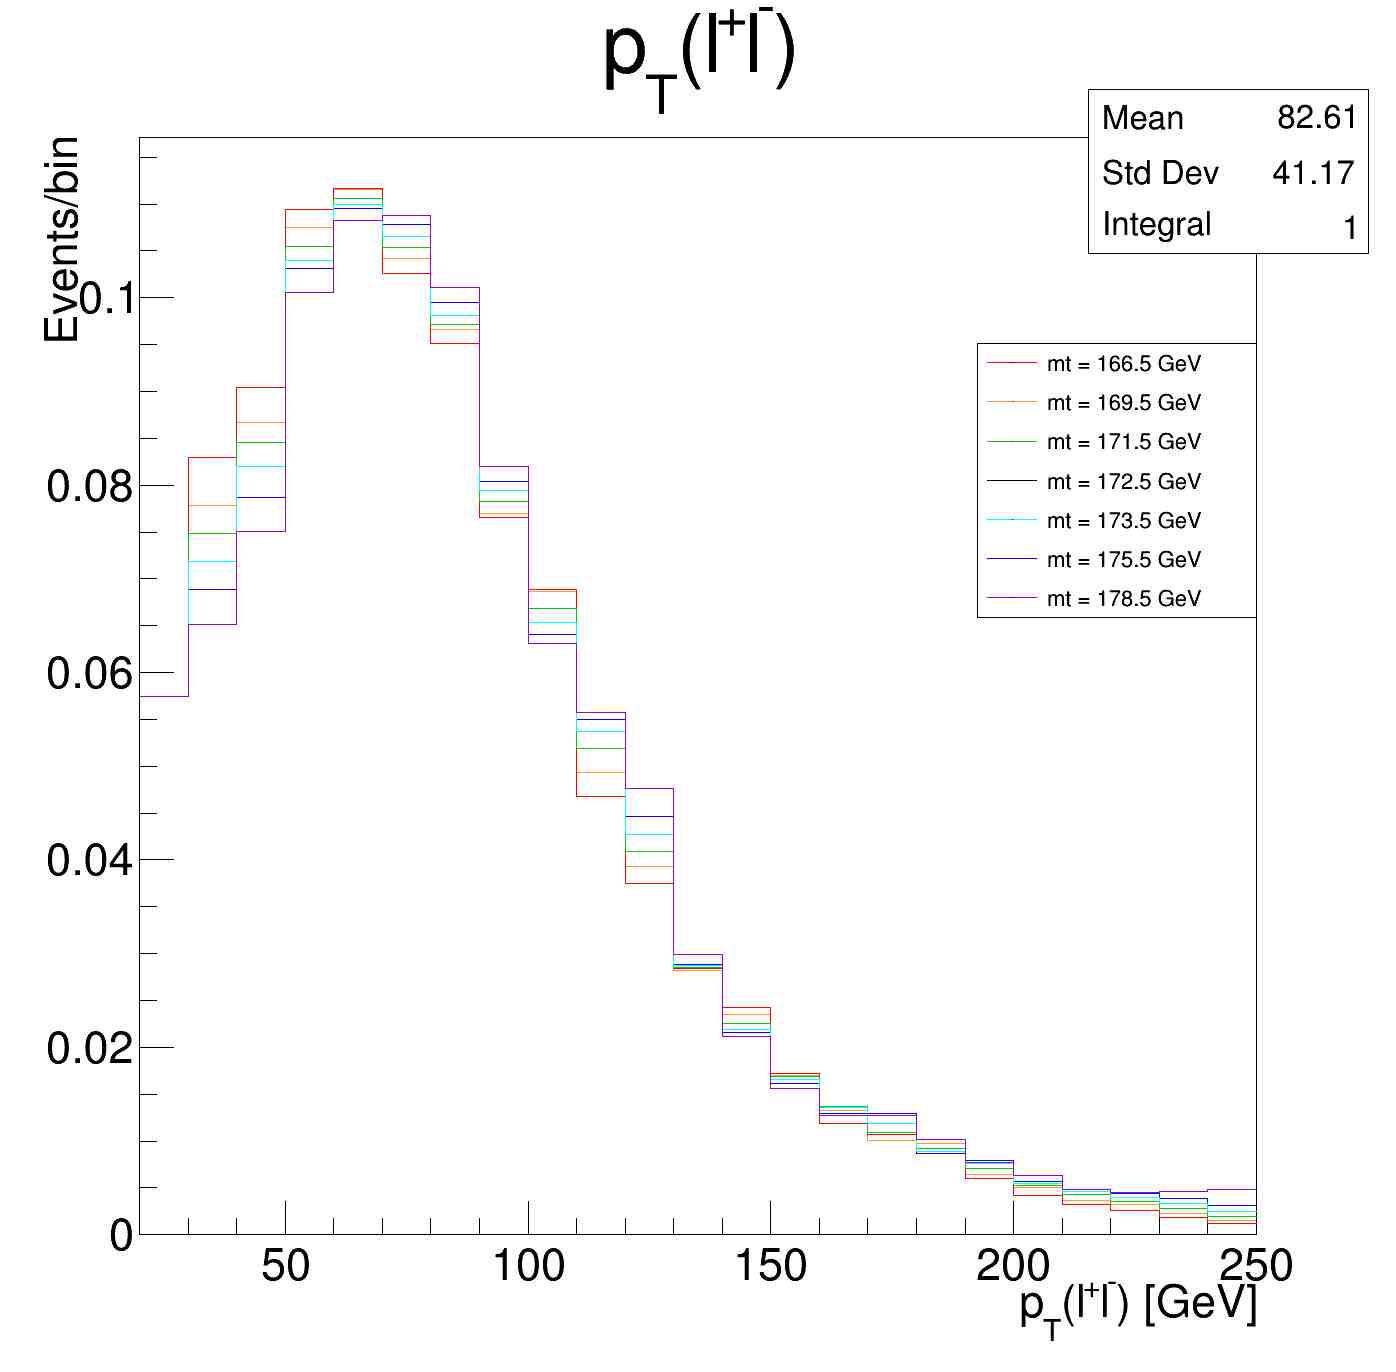 p_T(l⁺l⁻)
Mean 82.61
Std Dev 41.17
Integral 1
Events/bin
mt = 166.5 GeV
mt = 169.5 GeV
mt = 171.5 GeV
mt = 172.5 GeV
mt = 173.5 GeV
mt = 175.5 GeV
mt = 178.5 GeV
0.1
0.08
0.06
0.04
0.02
0
50 100 150 200 250
p_T(l⁺l⁻) [GeV]